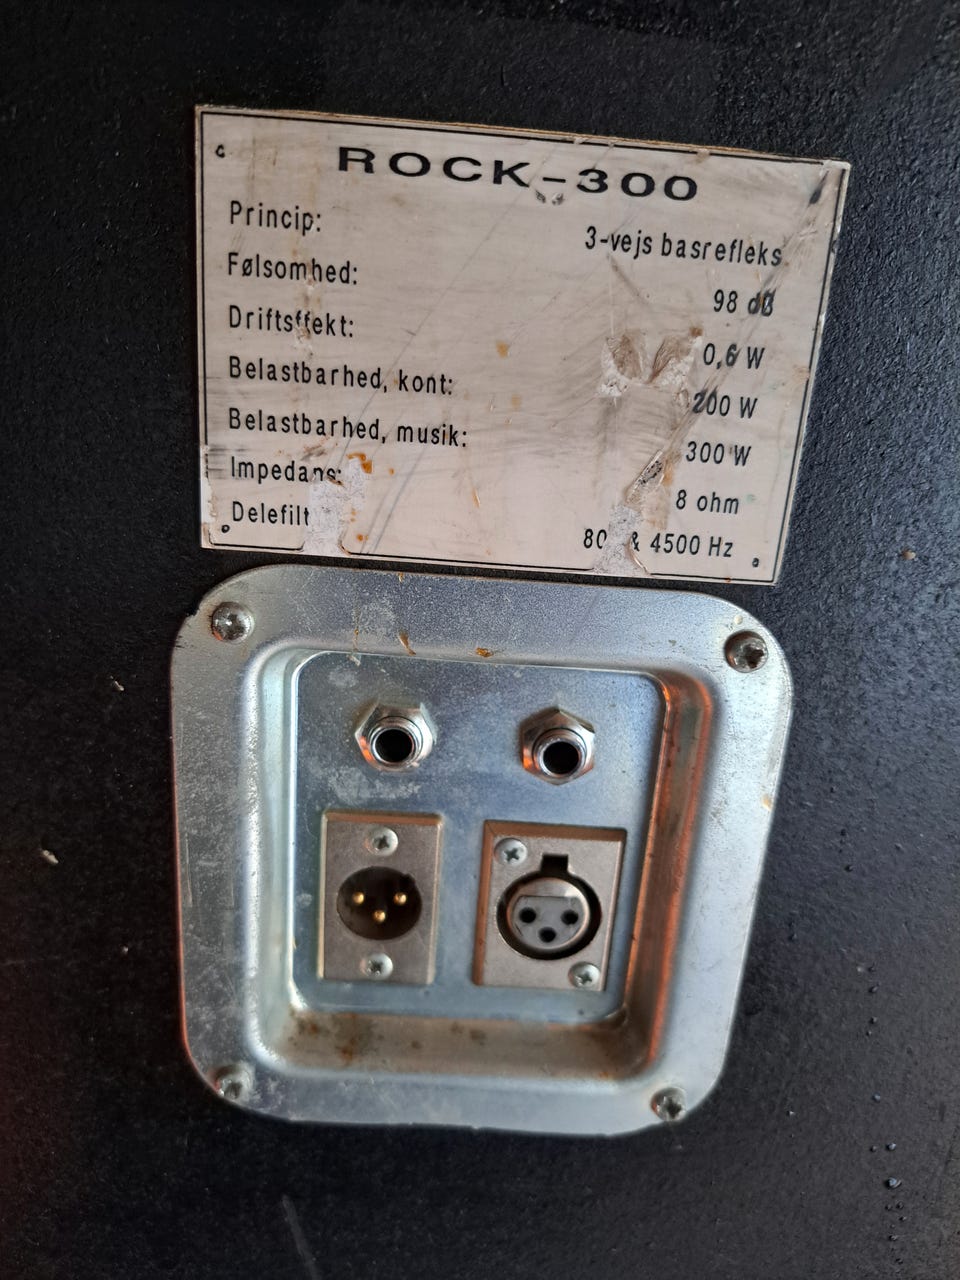 ROCK-300
Princip: 3-vejs basrefleks
Følsomhed: 98 dB
Driftsffekt: 0,6 W
Belastbarhed, kont: 200 W
Belastbarhed, musik: 300 W
Impedans: 8 ohm
& 4500 Hz